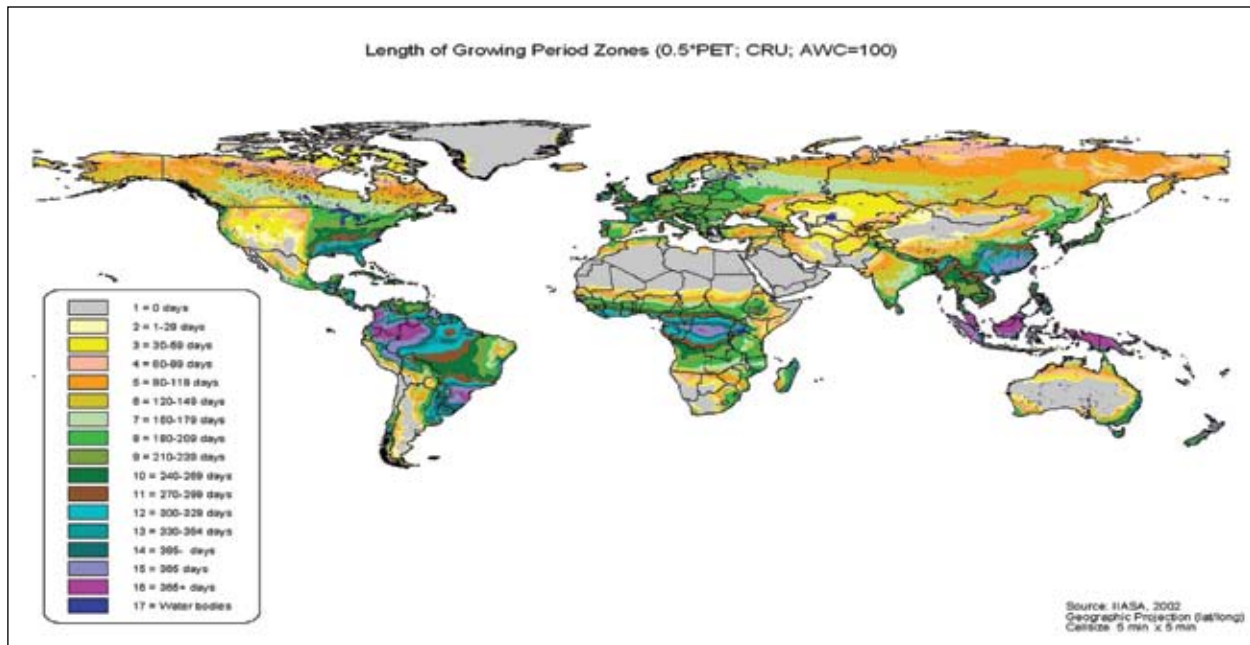 Length of Growing Period Zones (0.5*PET; CRU; AWC=100)
1 = 0 days
2 = 1-29 days
3 = 30-59 days
4 = 60-89 days
5 = 90-119 days
6 = 120-149 days
7 = 150-179 days
8 = 180-209 days
9 = 210-239 days
10 = 240-269 days
11 = 270-299 days
12 = 300-329 days
13 = 330-364 days
14 = 365- days
15 = 365 days
16 = 365+ days
17 = Water bodies
Source: IIASA, 2002
Geographic Projection (lat/long)
Cellsize 5 min x 5 min